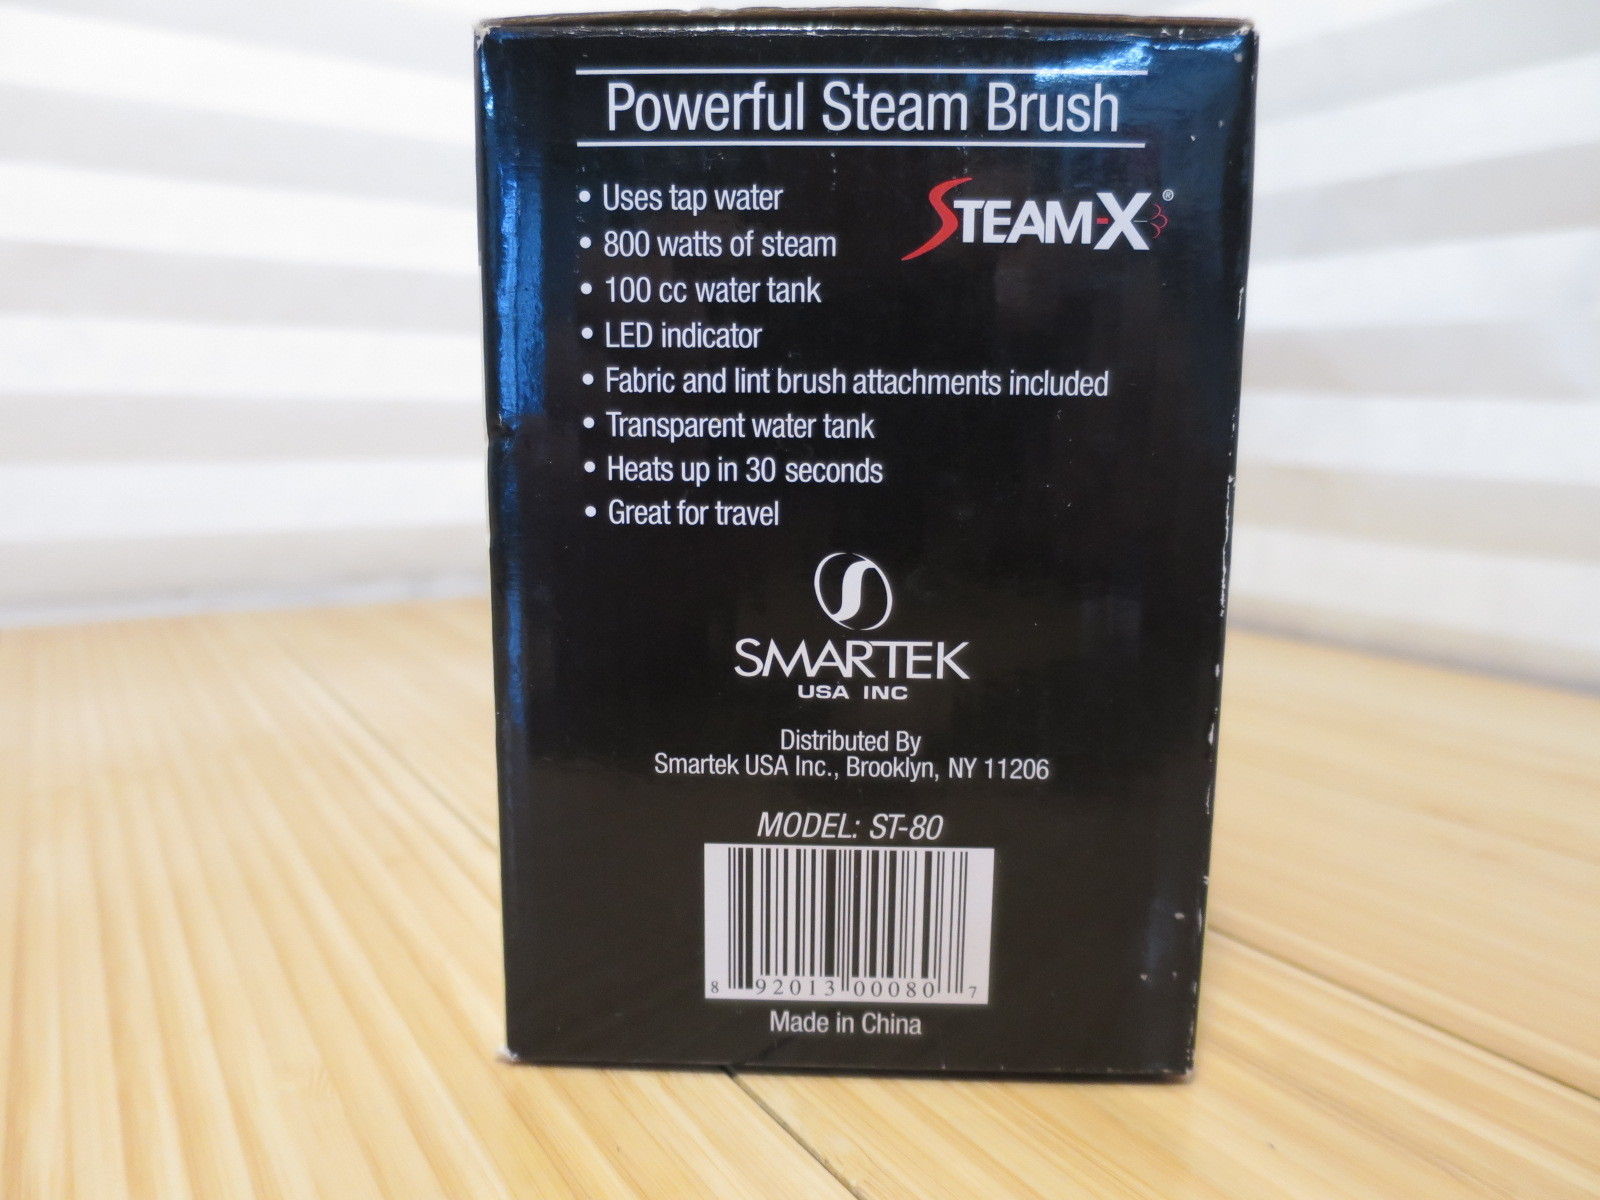 Powerful Steam Brush
STEAM-X®
• Uses tap water
• 800 watts of steam
• 100 cc water tank
• LED indicator
• Fabric and lint brush attachments included
• Transparent water tank
• Heats up in 30 seconds
• Great for travel
SMARTEK
USA INC
Distributed By
Smartek USA Inc., Brooklyn, NY 11206
MODEL: ST-80
8 92013 00080 7
Made in China